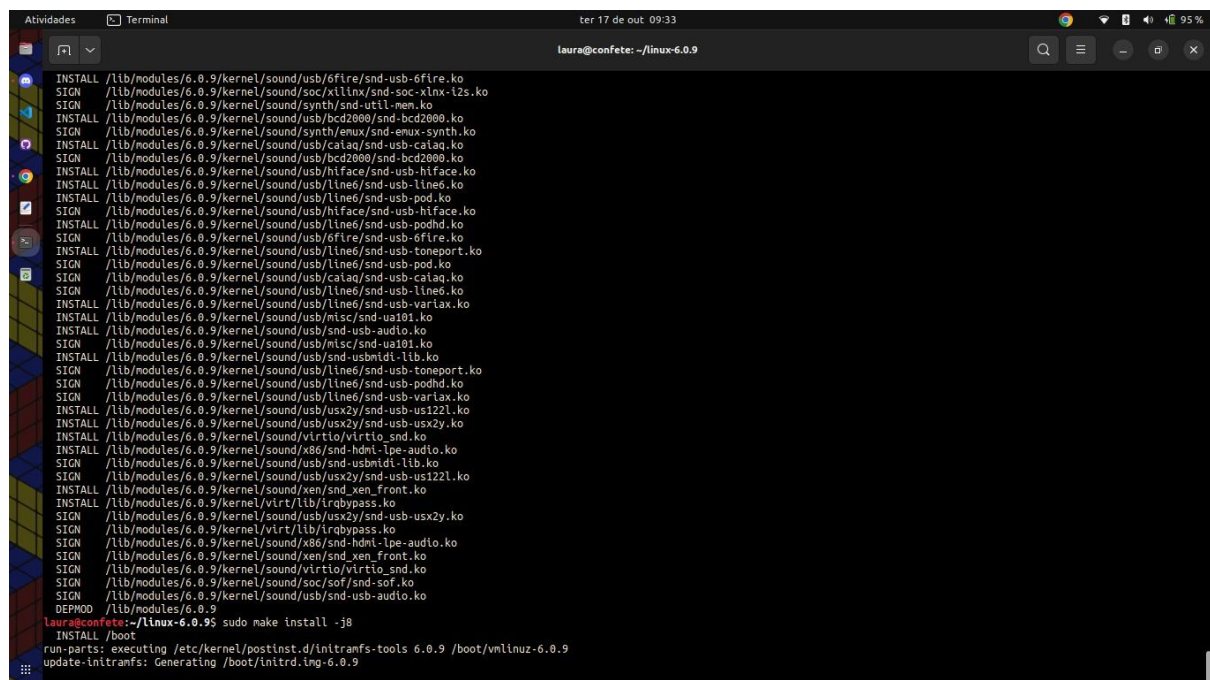 Atividades Terminal ter 17 de out 09:33 95 %
laura@confete: ~/linux-6.0.9
INSTALL /lib/modules/6.0.9/kernel/sound/usb/6fire/snd-usb-6fire.ko
SIGN /lib/modules/6.0.9/kernel/sound/soc/xilinx/snd-soc-xlnx-i2s.ko
SIGN /lib/modules/6.0.9/kernel/sound/synth/snd-util-mem.ko
INSTALL /lib/modules/6.0.9/kernel/sound/usb/bcd2000/snd-bcd2000.ko
SIGN /lib/modules/6.0.9/kernel/sound/synth/emux/snd-emux-synth.ko
INSTALL /lib/modules/6.0.9/kernel/sound/usb/caiaq/snd-usb-caiaq.ko
SIGN /lib/modules/6.0.9/kernel/sound/usb/bcd2000/snd-bcd2000.ko
INSTALL /lib/modules/6.0.9/kernel/sound/usb/hiface/snd-usb-hiface.ko
INSTALL /lib/modules/6.0.9/kernel/sound/usb/line6/snd-usb-line6.ko
INSTALL /lib/modules/6.0.9/kernel/sound/usb/line6/snd-usb-pod.ko
SIGN /lib/modules/6.0.9/kernel/sound/usb/hiface/snd-usb-hiface.ko
INSTALL /lib/modules/6.0.9/kernel/sound/usb/line6/snd-usb-podhd.ko
SIGN /lib/modules/6.0.9/kernel/sound/usb/6fire/snd-usb-6fire.ko
INSTALL /lib/modules/6.0.9/kernel/sound/usb/line6/snd-usb-toneport.ko
SIGN /lib/modules/6.0.9/kernel/sound/usb/line6/snd-usb-pod.ko
SIGN /lib/modules/6.0.9/kernel/sound/usb/caiaq/snd-usb-caiaq.ko
SIGN /lib/modules/6.0.9/kernel/sound/usb/line6/snd-usb-line6.ko
INSTALL /lib/modules/6.0.9/kernel/sound/usb/line6/snd-usb-variax.ko
INSTALL /lib/modules/6.0.9/kernel/sound/usb/misc/snd-ua101.ko
INSTALL /lib/modules/6.0.9/kernel/sound/usb/snd-usb-audio.ko
SIGN /lib/modules/6.0.9/kernel/sound/usb/misc/snd-ua101.ko
INSTALL /lib/modules/6.0.9/kernel/sound/usb/snd-usbmidi-lib.ko
SIGN /lib/modules/6.0.9/kernel/sound/usb/line6/snd-usb-toneport.ko
SIGN /lib/modules/6.0.9/kernel/sound/usb/line6/snd-usb-podhd.ko
SIGN /lib/modules/6.0.9/kernel/sound/usb/line6/snd-usb-variax.ko
INSTALL /lib/modules/6.0.9/kernel/sound/usb/usx2y/snd-usb-us122l.ko
INSTALL /lib/modules/6.0.9/kernel/sound/usb/usx2y/snd-usb-usx2y.ko
INSTALL /lib/modules/6.0.9/kernel/sound/virtio/virtio_snd.ko
INSTALL /lib/modules/6.0.9/kernel/sound/x86/snd-hdmi-lpe-audio.ko
SIGN /lib/modules/6.0.9/kernel/sound/usb/snd-usbmidi-lib.ko
SIGN /lib/modules/6.0.9/kernel/sound/usb/usx2y/snd-usb-us122l.ko
INSTALL /lib/modules/6.0.9/kernel/sound/xen/snd_xen_front.ko
INSTALL /lib/modules/6.0.9/kernel/virt/lib/irqbypass.ko
SIGN /lib/modules/6.0.9/kernel/sound/usb/usx2y/snd-usb-usx2y.ko
SIGN /lib/modules/6.0.9/kernel/virt/lib/irqbypass.ko
SIGN /lib/modules/6.0.9/kernel/sound/x86/snd-hdmi-lpe-audio.ko
SIGN /lib/modules/6.0.9/kernel/sound/xen/snd_xen_front.ko
SIGN /lib/modules/6.0.9/kernel/sound/virtio/virtio_snd.ko
SIGN /lib/modules/6.0.9/kernel/sound/soc/sof/snd-sof.ko
SIGN /lib/modules/6.0.9/kernel/sound/usb/snd-usb-audio.ko
DEPMOD /lib/modules/6.0.9
laura@confete:~/linux-6.0.9$ sudo make install -j8
INSTALL /boot
run-parts: executing /etc/kernel/postinst.d/initramfs-tools 6.0.9 /boot/vmlinuz-6.0.9
update-initramfs: Generating /boot/initrd.img-6.0.9